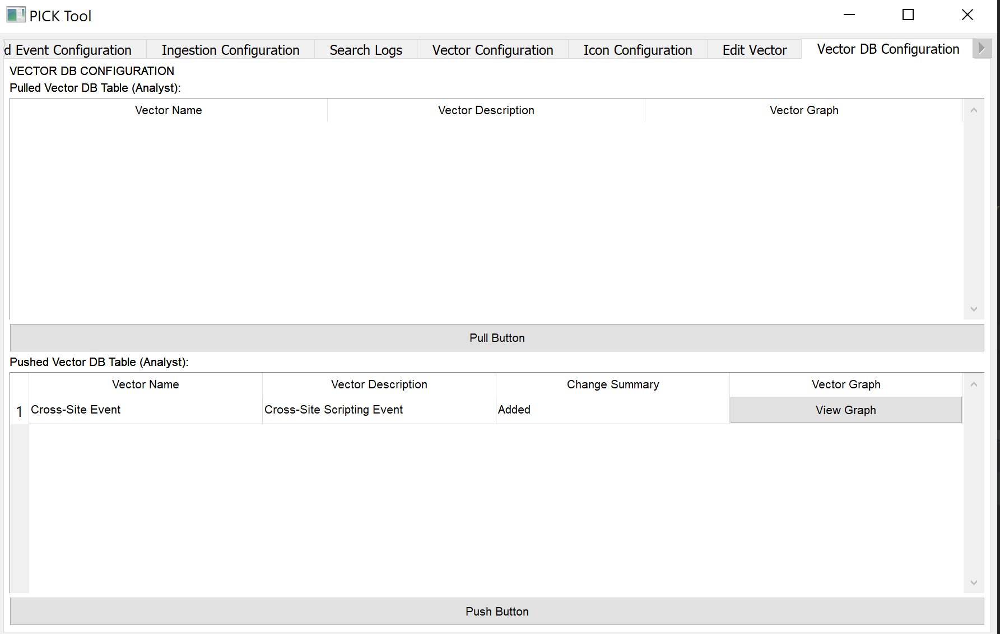 PICK Tool
d Event Configuration Ingestion Configuration Search Logs Vector Configuration Icon Configuration Edit Vector Vector DB Configuration
VECTOR DB CONFIGURATION
Pulled Vector DB Table (Analyst):
Vector Name Vector Description Vector Graph
Pull Button
Pushed Vector DB Table (Analyst):
Vector Name Vector Description Change Summary Vector Graph
1 Cross-Site Event Cross-Site Scripting Event Added View Graph
Push Button